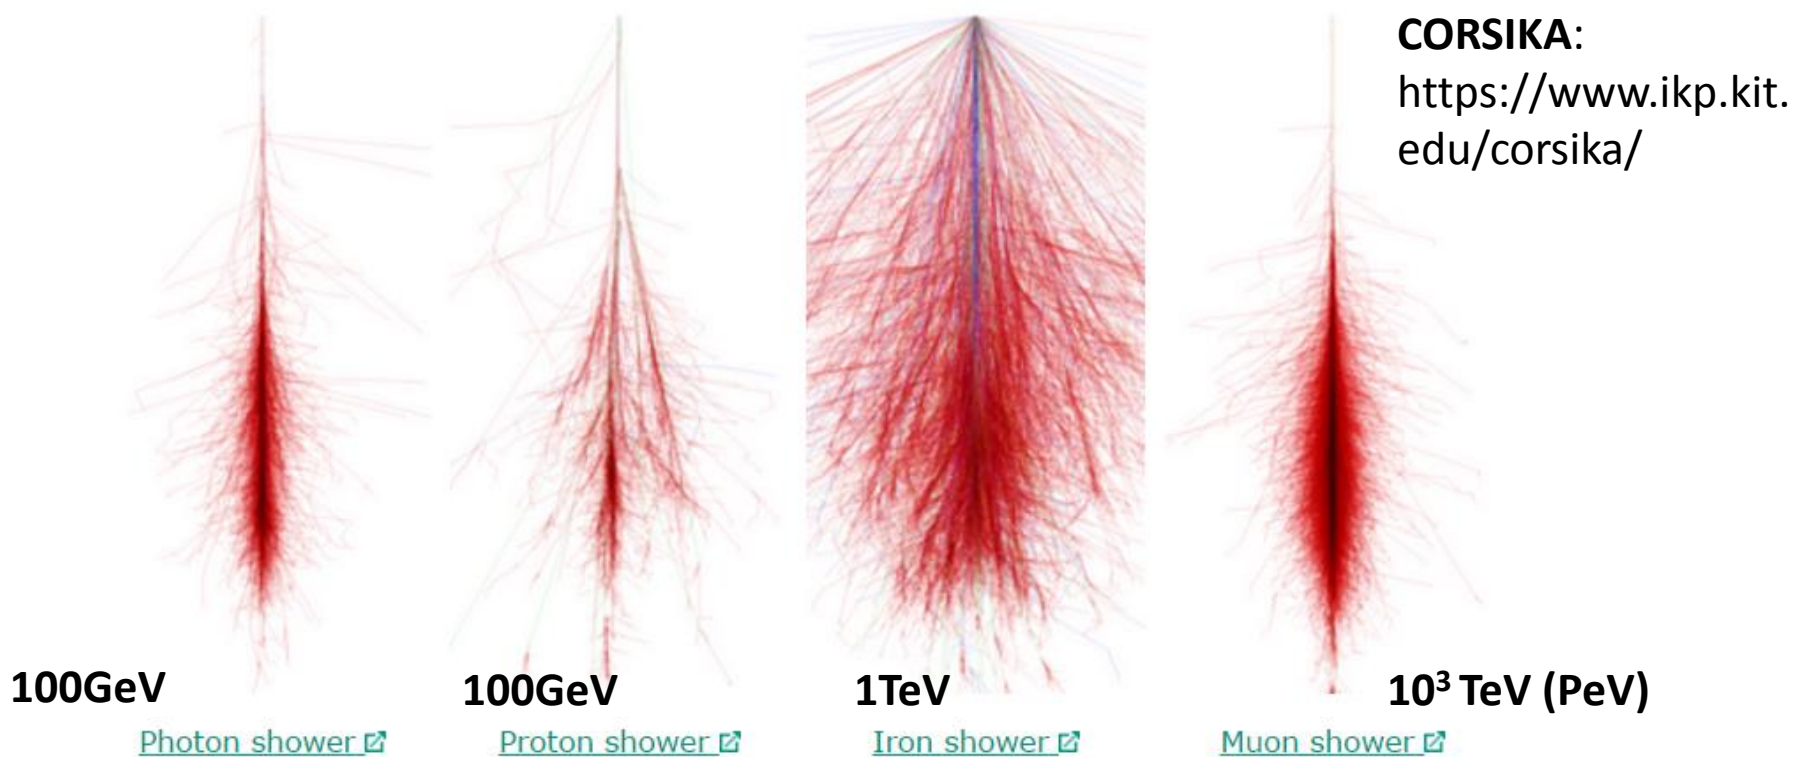 CORSIKA:
https://www.ikp.kit.
edu/corsika/
100GeV
100GeV
1TeV
10³ TeV (PeV)
Photon shower
Proton shower
Iron shower
Muon shower